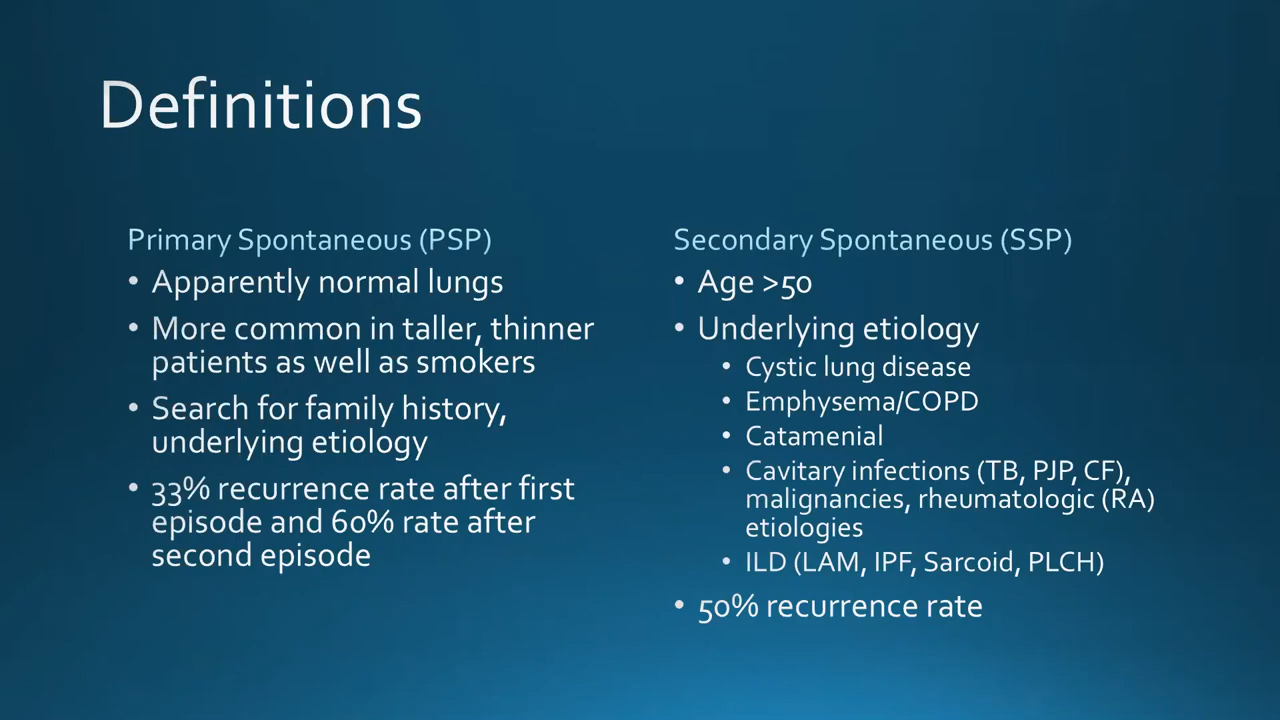 Definitions
Primary Spontaneous (PSP)
• Apparently normal lungs
• More common in taller, thinner
patients as well as smokers
• Search for family history,
underlying etiology
• 33% recurrence rate after first
episode and 60% rate after
second episode
Secondary Spontaneous (SSP)
• Age >50
• Underlying etiology
• Cystic lung disease
• Emphysema/COPD
• Catamenial
• Cavitary infections (TB, PJP, CF),
malignancies, rheumatologic (RA)
etiologies
• ILD (LAM, IPF, Sarcoid, PLCH)
• 50% recurrence rate